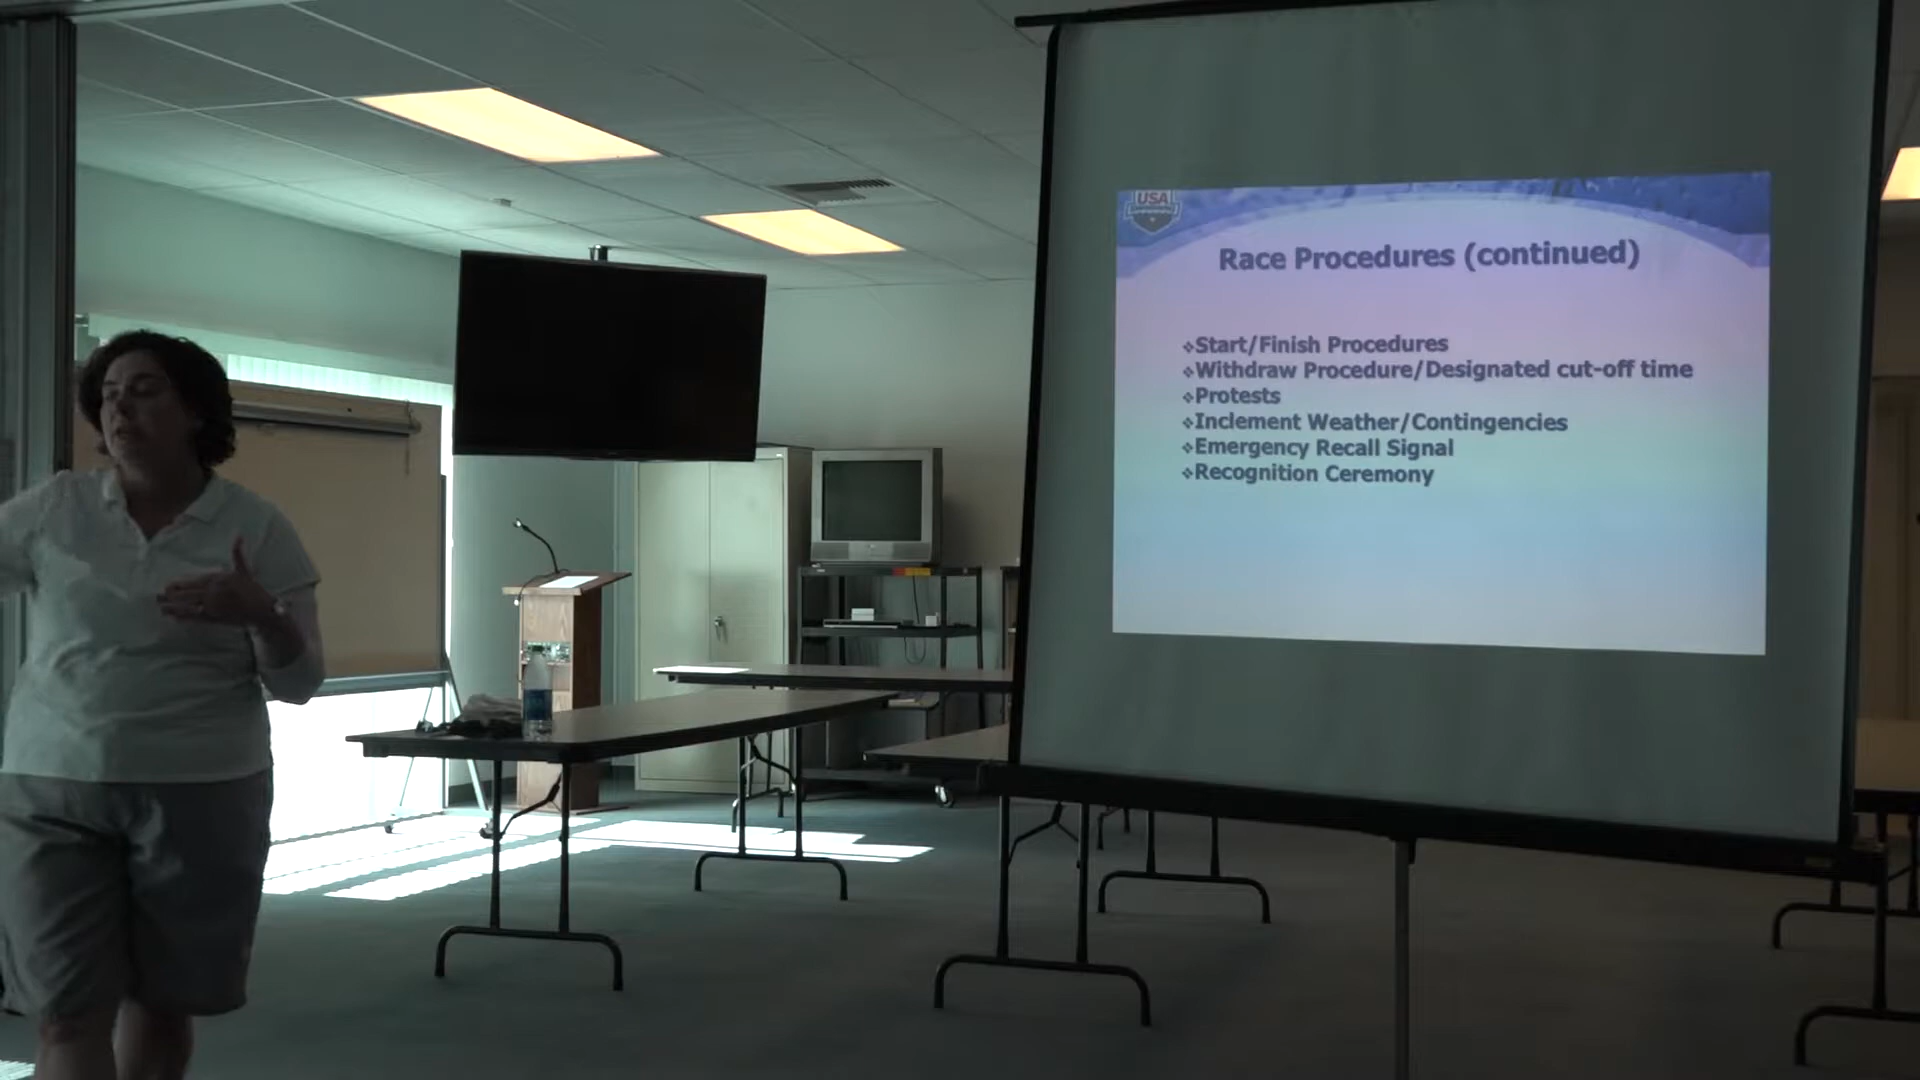 USA
Race Procedures (continued)
❖Start/Finish Procedures
❖Withdraw Procedure/Designated cut-off time
❖Protests
❖Inclement Weather/Contingencies
❖Emergency Recall Signal
❖Recognition Ceremony